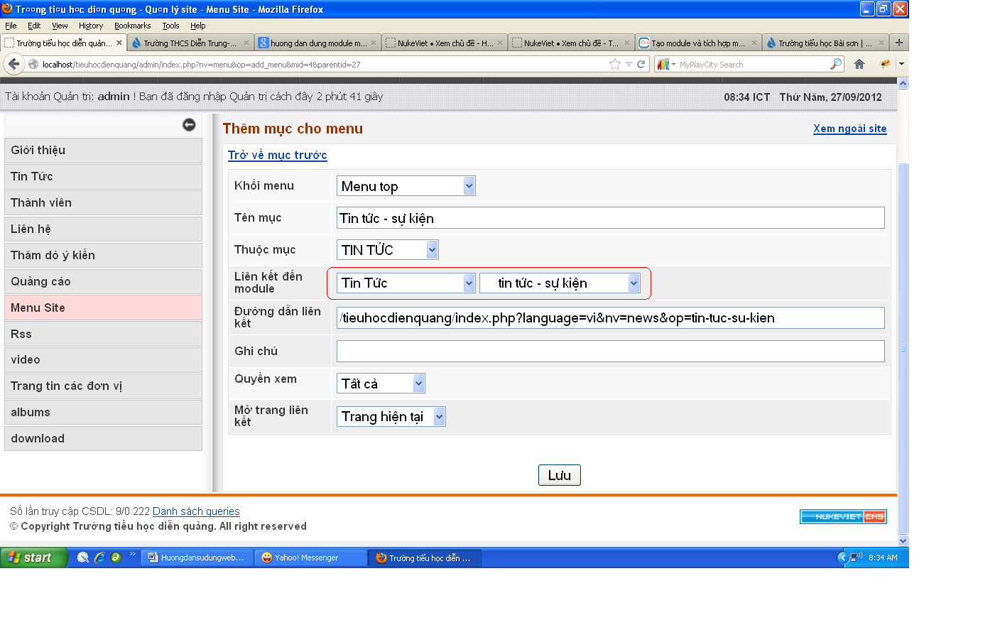 Tr▫▫ng ti▫u h▫c di▫n qu▫ng - Qu▫n lý site - Menu Site - Mozilla Firefox
File Edit View History Bookmarks Tools Help
Trường tiểu học diễn quản... × Trường THCS Diễn Trung-... × huong dan dung module m... × NukeViet • Xem chủ đề - H... × NukeViet • Xem chủ đề - T... × Tạo module và tích hợp m... × Trường tiểu học Bài sơn | ... × +
localhost/tieuhocdienquang/admin/index.php?nv=menu&op=add_menu&mid=4&parentid=27 MyPlayCity Search
Tài khoản Quản trị: admin ! Bạn đã đăng nhập Quản trị cách đây 2 phút 41 giây 08:34 ICT Thứ Năm, 27/09/2012
Giới thiệu
Tin Tức
Thành viên
Liên hệ
Thăm dò ý kiến
Quảng cáo
Menu Site
Rss
video
Trang tin các đơn vị
albums
download
Thêm mục cho menu Xem ngoài site
Trở về mục trước
Khối menu Menu top
Tên mục Tin tức - sự kiện
Thuộc mục TIN TỨC
Liên kết đến module Tin Tức tin tức - sự kiện
Đường dẫn liên kết /tieuhocdienquang/index.php?language=vi&nv=news&op=tin-tuc-su-kien
Ghi chú
Quyền xem Tất cả
Mở trang liên kết Trang hiện tại
Lưu
Số lần truy cập CSDL: 9/0.222 Danh sách queries
© Copyright Trường tiểu học diễn quảng. All right reserved
NUKEVIET CMS
start Huongdansudungweb... Yahoo! Messenger Trường tiểu học diễn ... 8:34 AM